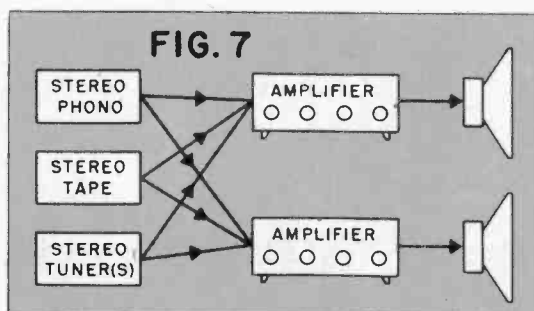 FIG. 7
STEREO
PHONO
AMPLIFIER
STEREO
TAPE
STEREO
TUNER(S)
AMPLIFIER